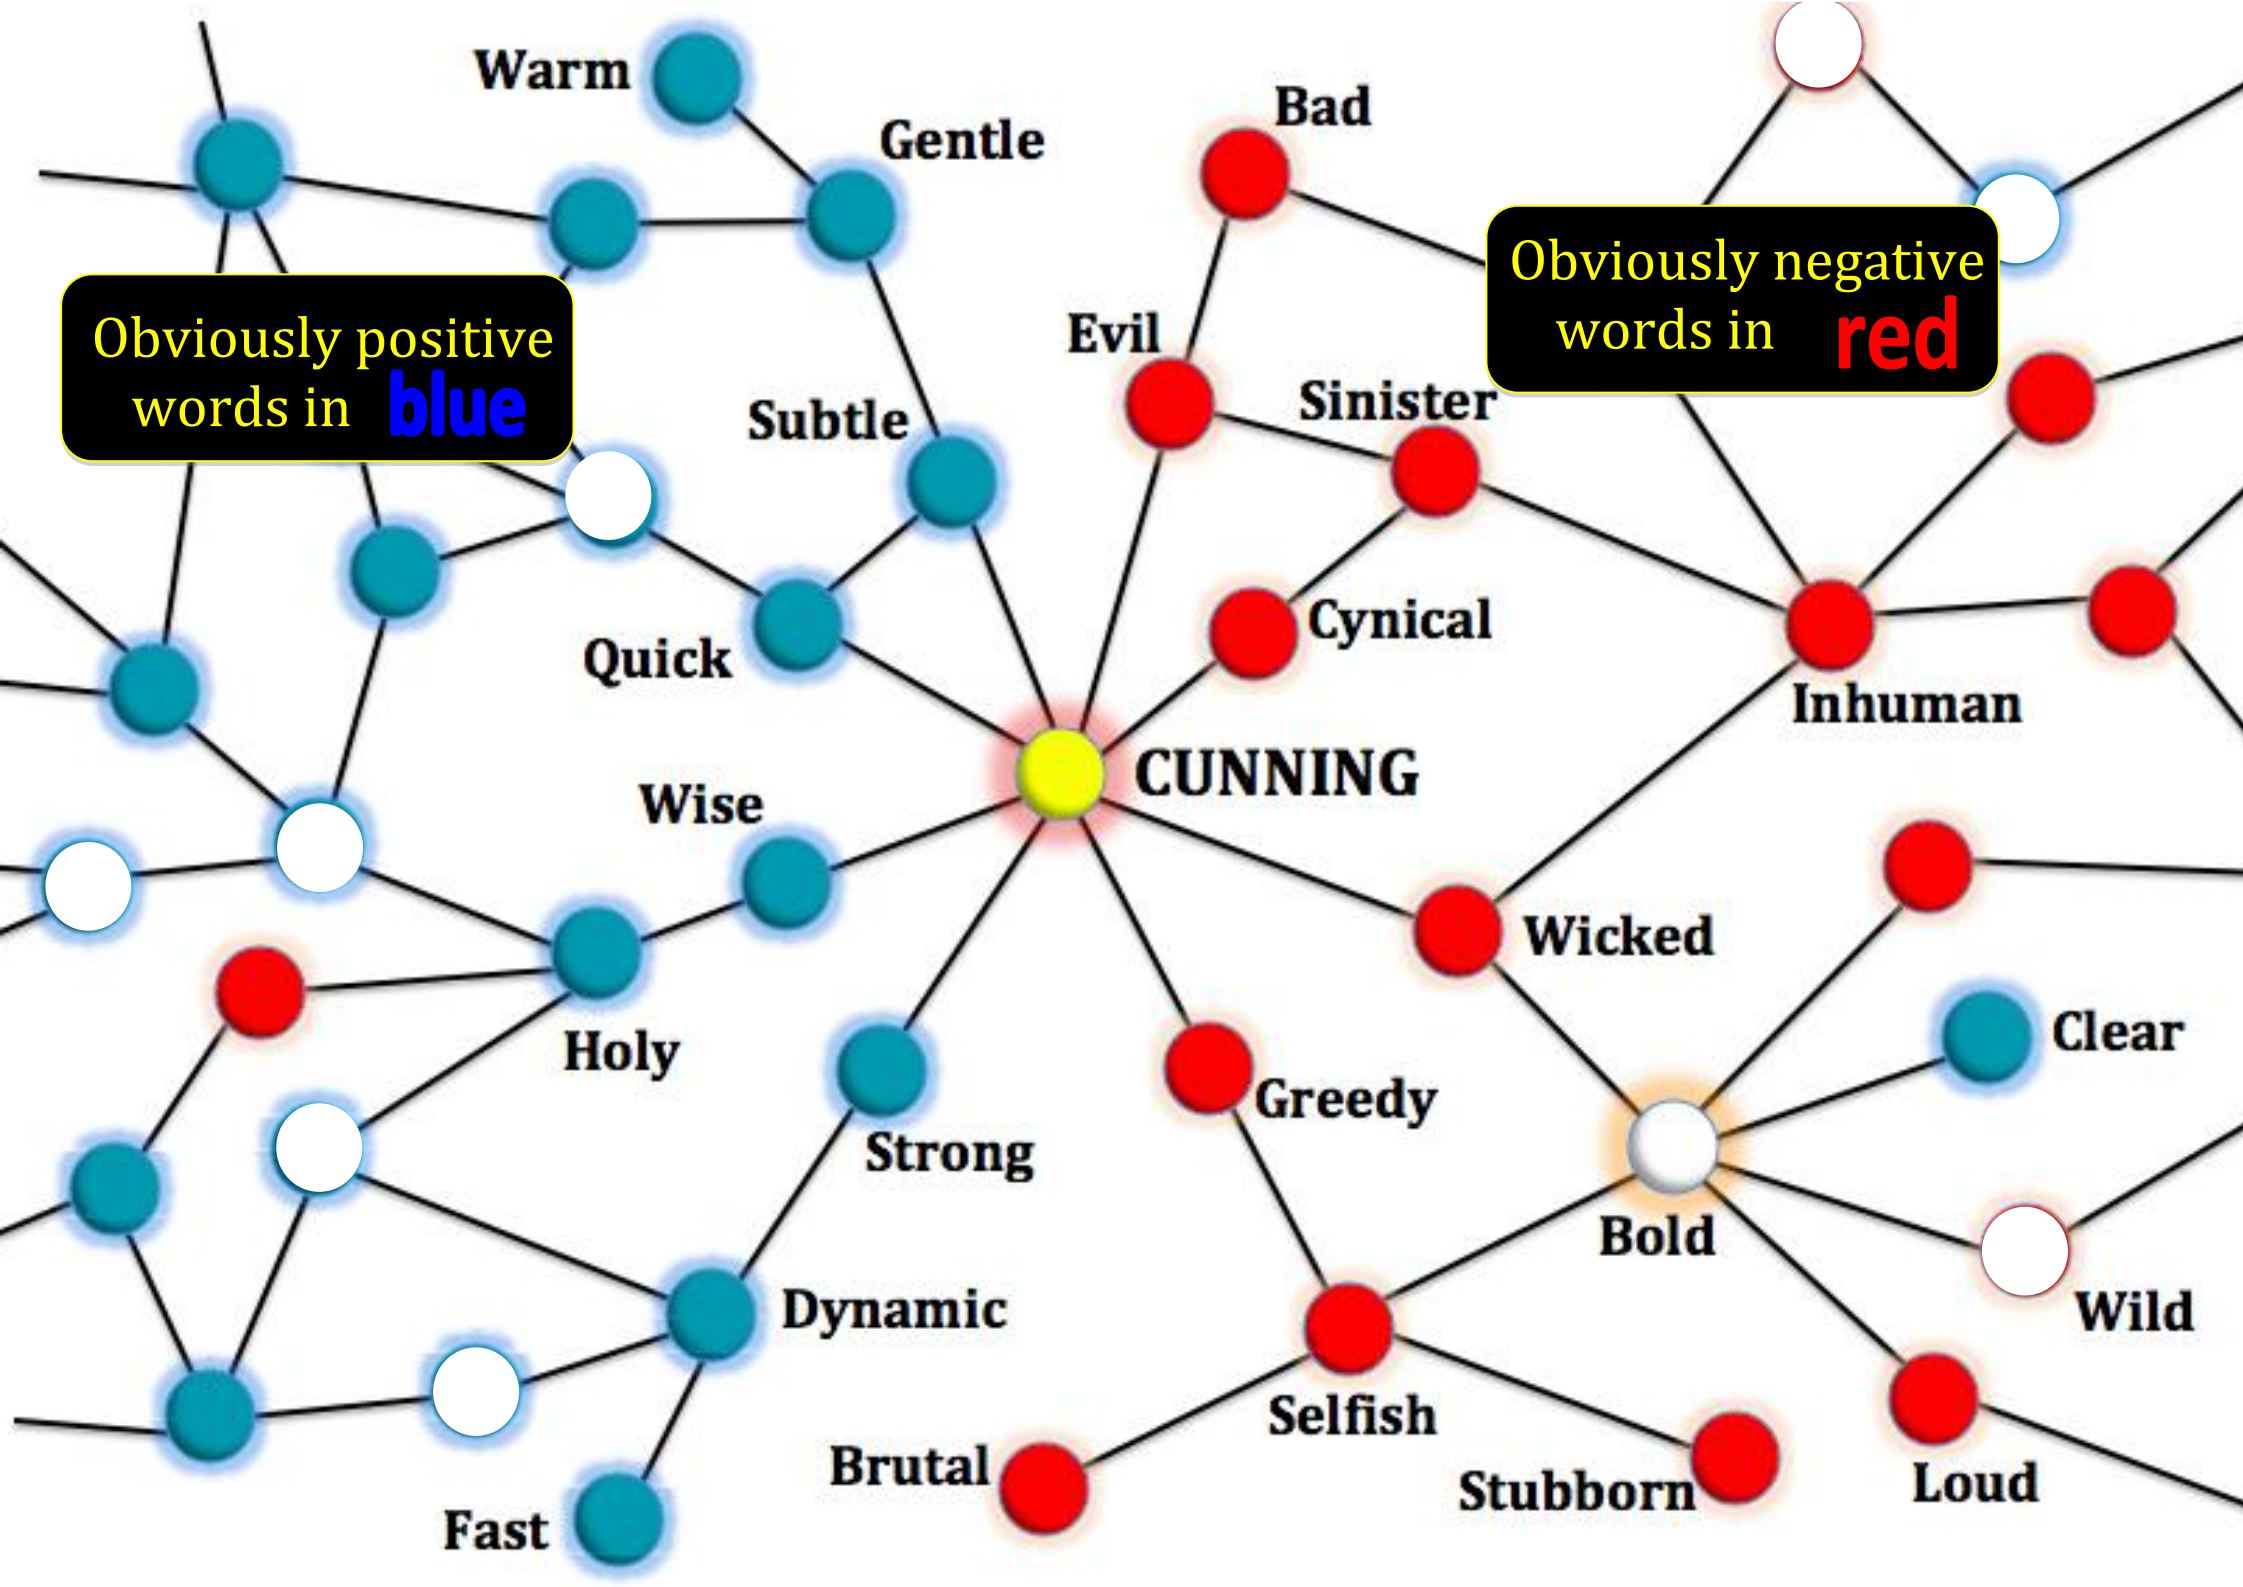 Warm
Bad
Gentle
Obviously negative
words in red
Evil
Obviously positive
words in blue
Sinister
Subtle
Cynical
Quick
Inhuman
CUNNING
Wise
Wicked
Clear
Holy
Greedy
Strong
Bold
Dynamic
Wild
Selfish
Brutal
Stubborn
Loud
Fast